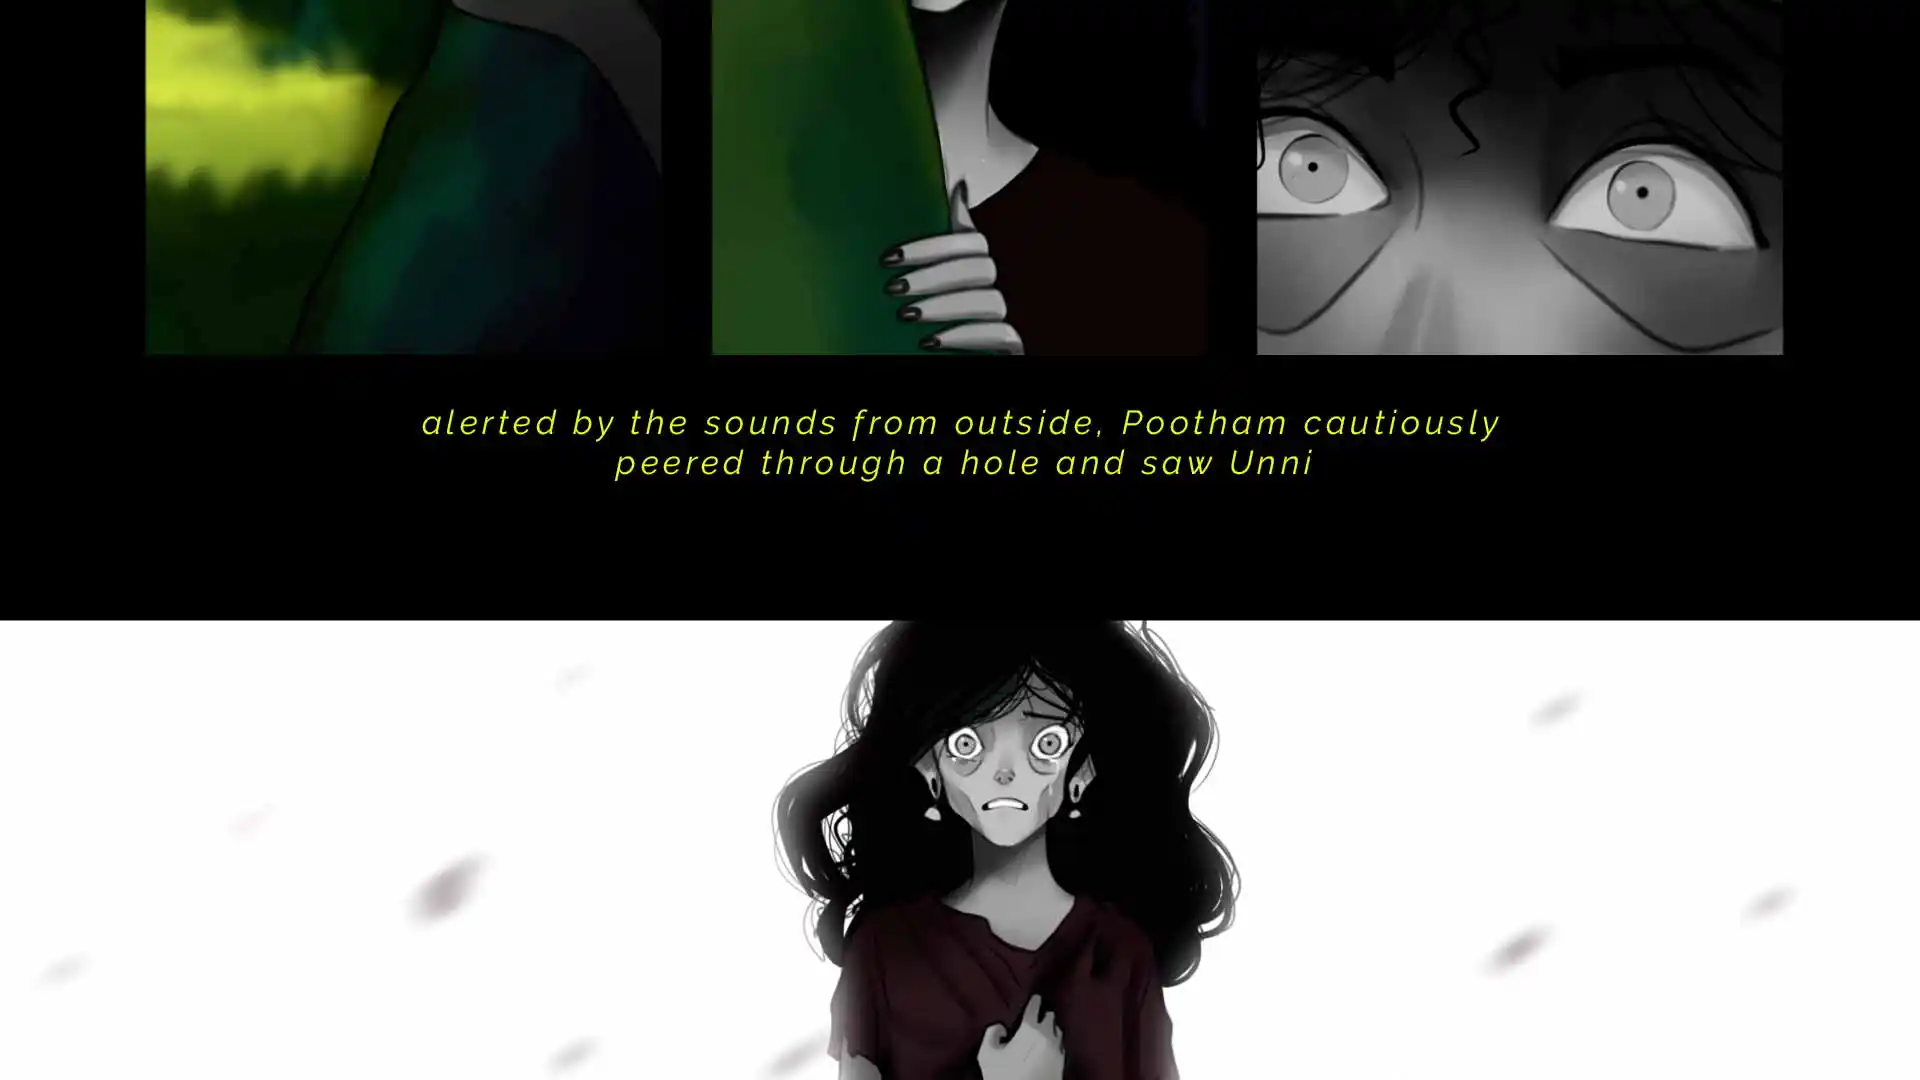 alerted by the sounds from outside, Pootham cautiously
peered through a hole and saw Unni